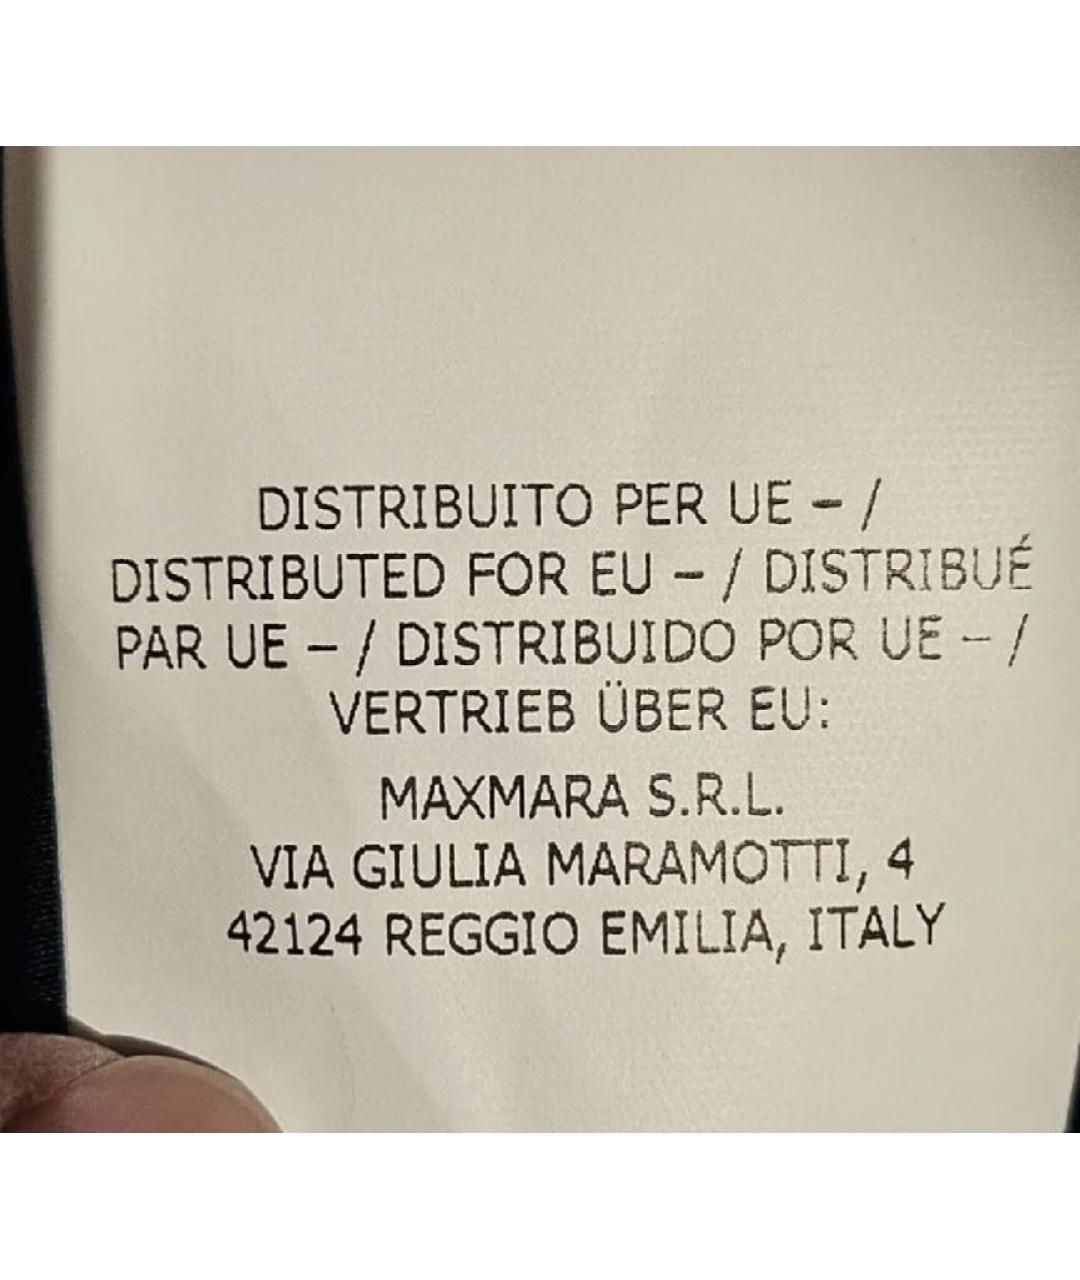 DISTRIBUITO PER UE – /
DISTRIBUTED FOR EU – / DISTRIBUÉ
PAR UE – / DISTRIBUIDO POR UE – /
VERTRIEB ÜBER EU:
MAXMARA S.R.L.
VIA GIULIA MARAMOTTI, 4
42124 REGGIO EMILIA, ITALY